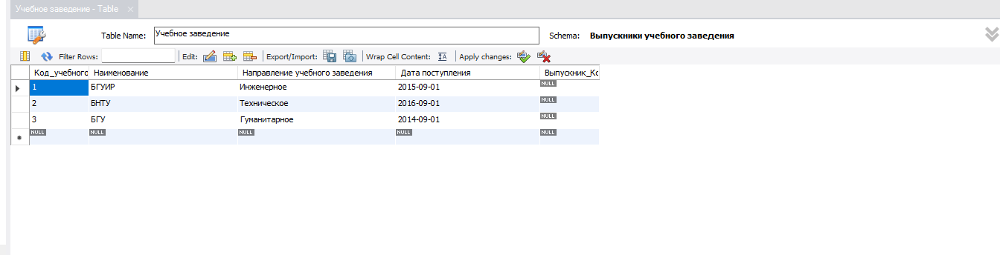 Учебное заведение - Table ×
Table Name: Учебное заведение Schema: Выпускники учебного заведения
Filter Rows: Edit: Export/Import: Wrap Cell Content: Apply changes:
Код_учебного Наименование Направление учебного заведения Дата поступления Выпускник_Ко
1 БГУИР Инженерное 2015-09-01 NULL
2 БНТУ Техническое 2016-09-01 NULL
3 БГУ Гуманитарное 2014-09-01 NULL
NULL NULL NULL NULL NULL